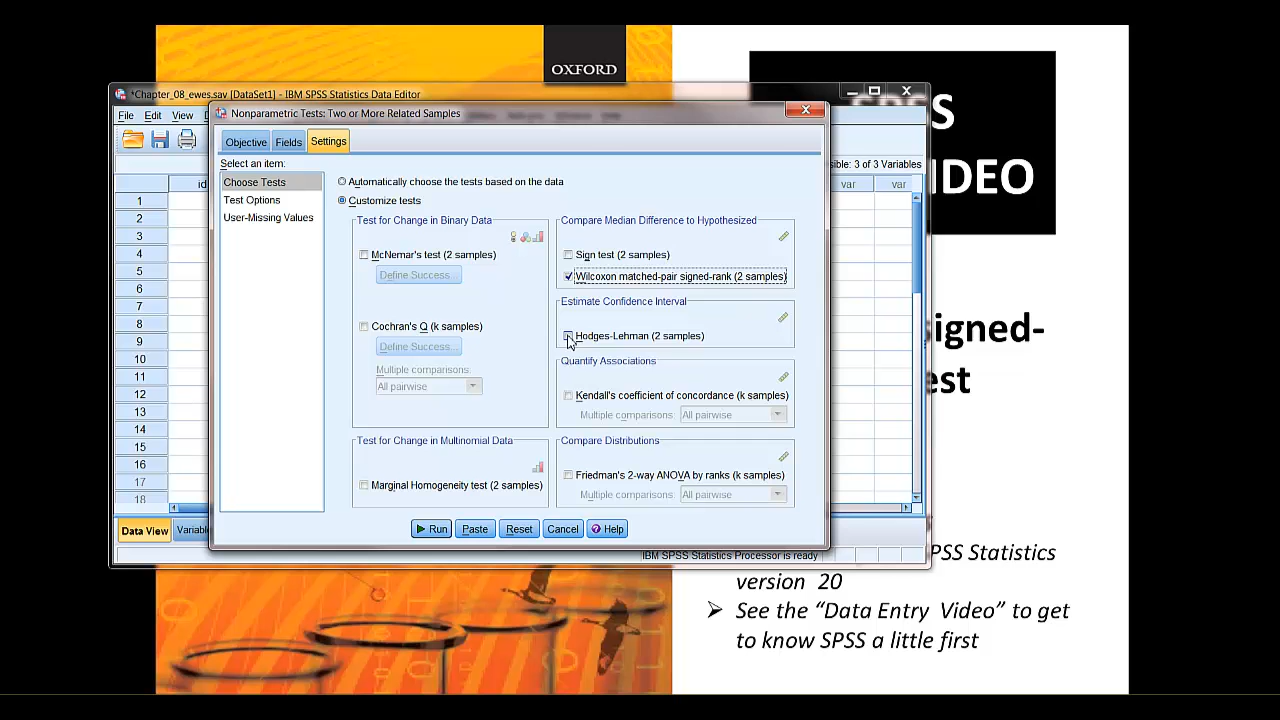 OXFORD
*Chapter_08_ewes.sav [DataSet1] - IBM SPSS Statistics Data Editor
File Edit View
Nonparametric Tests: Two or More Related Samples
Objective Fields Settings
Select an item:
Choose Tests
Test Options
User-Missing Values
Automatically choose the tests based on the data
Customize tests
Test for Change in Binary Data
McNemar's test (2 samples)
Define Success...
Cochran's Q (k samples)
Define Success...
Multiple comparisons:
All pairwise
Test for Change in Multinomial Data
Marginal Homogeneity test (2 samples)
Compare Median Difference to Hypothesized
Sign test (2 samples)
Wilcoxon matched-pair signed-rank (2 samples)
Estimate Confidence Interval
Hodges-Lehman (2 samples)
Quantify Associations
Kendall's coefficient of concordance (k samples)
Multiple comparisons: All pairwise
Compare Distributions
Friedman's 2-way ANOVA by ranks (k samples)
Multiple comparisons: All pairwise
Run Paste Reset Cancel Help
ible: 3 of 3 Variables
id var var
1
2
3
4
5
6
7
8
9
10
11
12
13
14
15
16
17
18
Data View Variabl
IBM SPSS Statistics Processor is ready
S
IDEO
igned-
est
PSS Statistics
version 20
➢ See the “Data Entry Video” to get
to know SPSS a little first